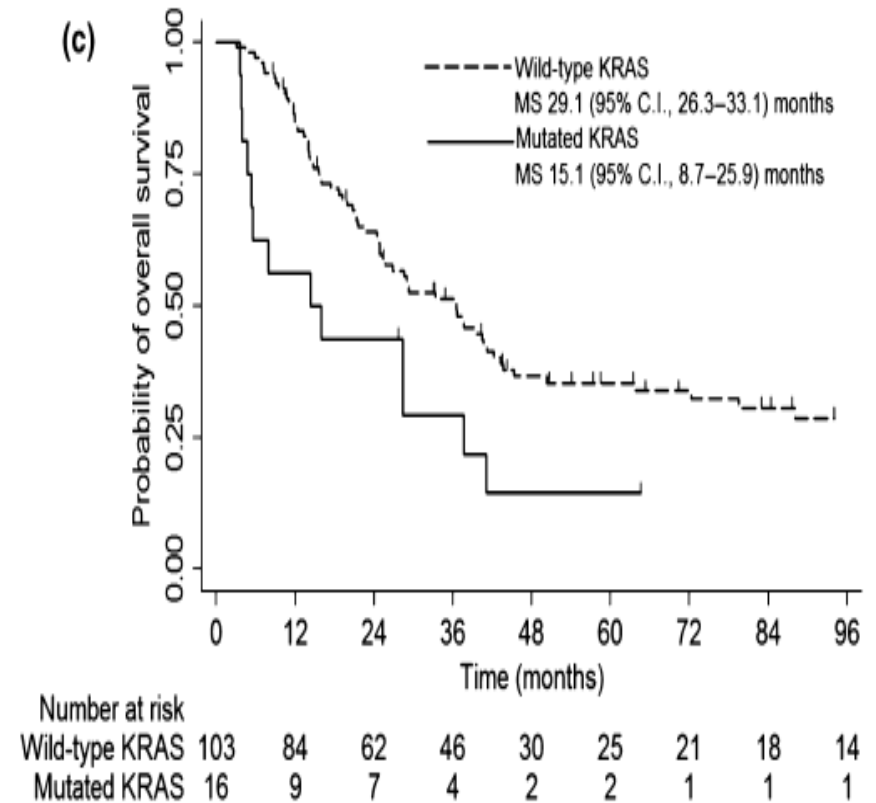 (c)
Wild-type KRAS
MS 29.1 (95% C.I., 26.3–33.1) months
Mutated KRAS
MS 15.1 (95% C.I., 8.7–25.9) months
Probability of overall survival
1.00
0.75
0.50
0.25
0.00
0 12 24 36 48 60 72 84 96
Time (months)
Number at risk
Wild-type KRAS 103 84 62 46 30 25 21 18 14
Mutated KRAS 16 9 7 4 2 2 1 1 1